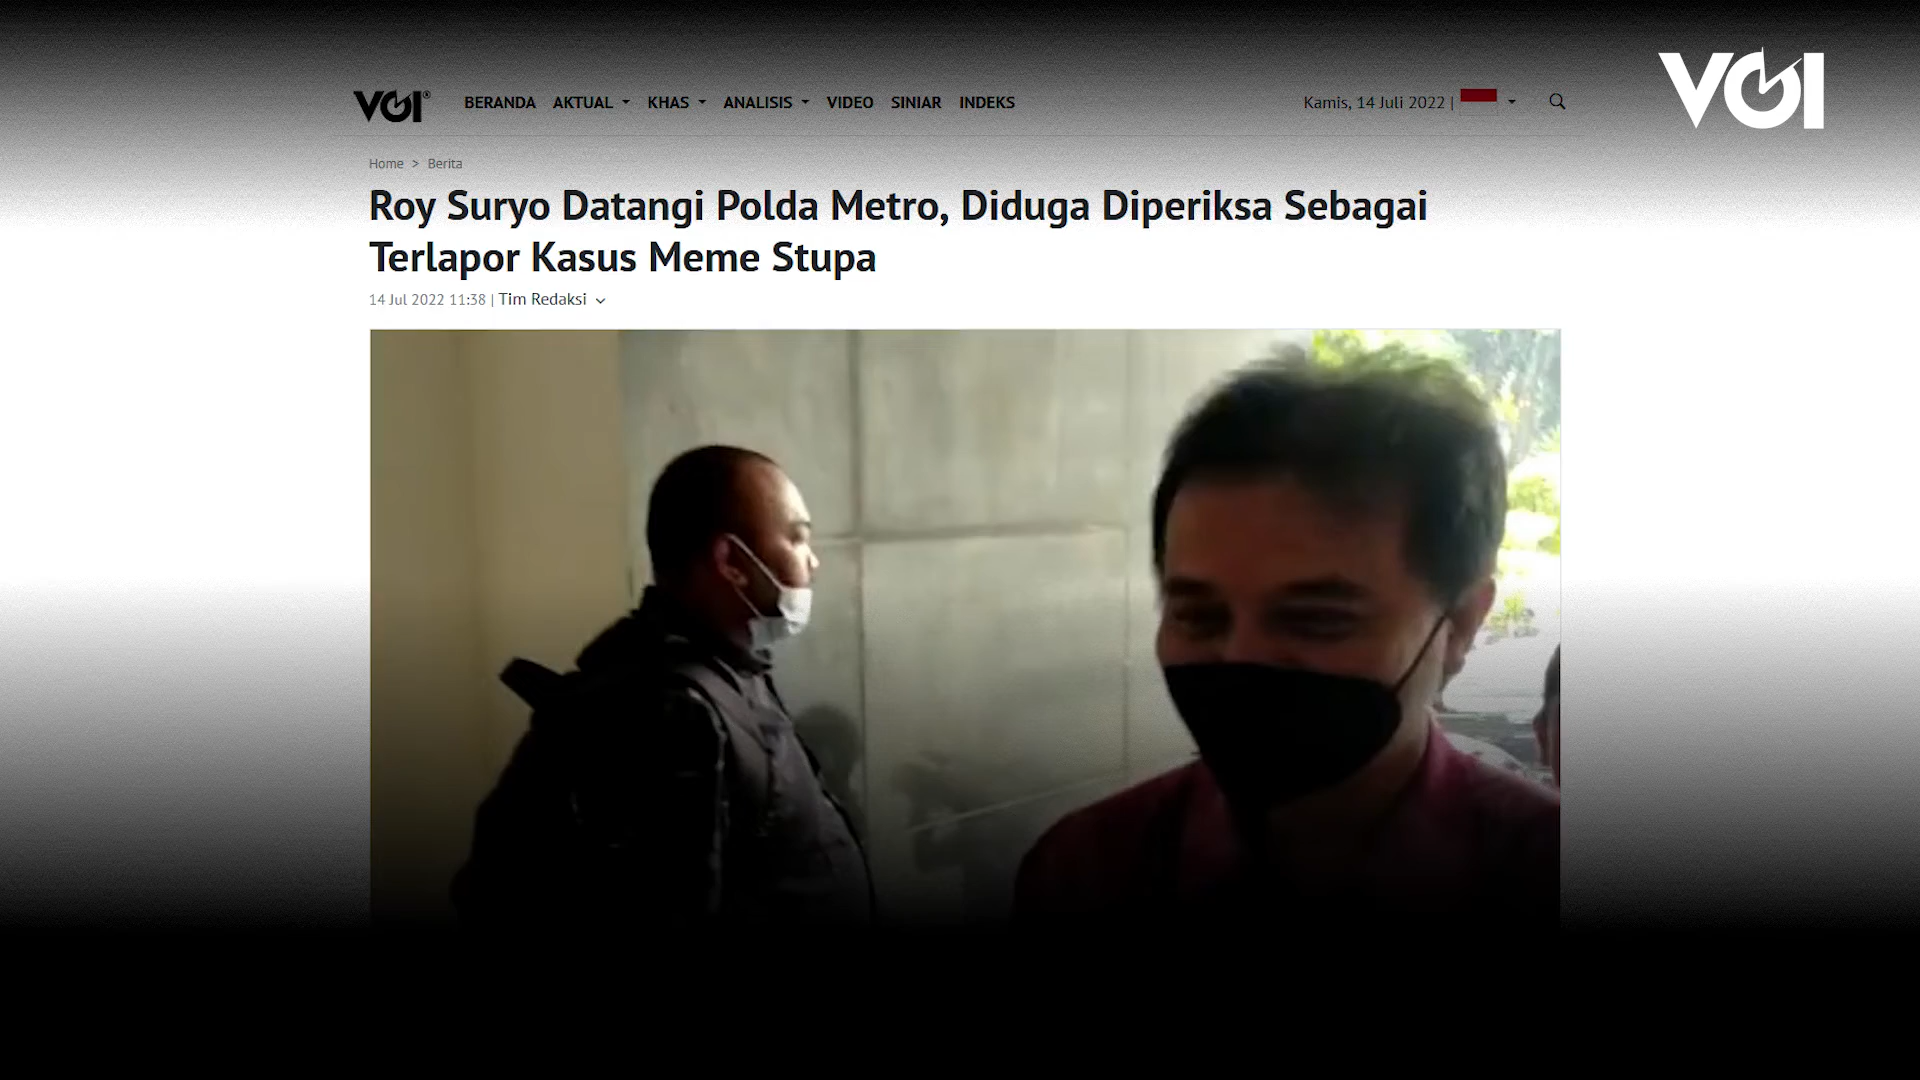 VOI
VOI® BERANDA AKTUAL KHAS ANALISIS VIDEO SINIAR INDEKS Kamis, 14 Juli 2022 |
Home > Berita
Roy Suryo Datangi Polda Metro, Diduga Diperiksa Sebagai
Terlapor Kasus Meme Stupa
14 Jul 2022 11:38 | Tim Redaksi